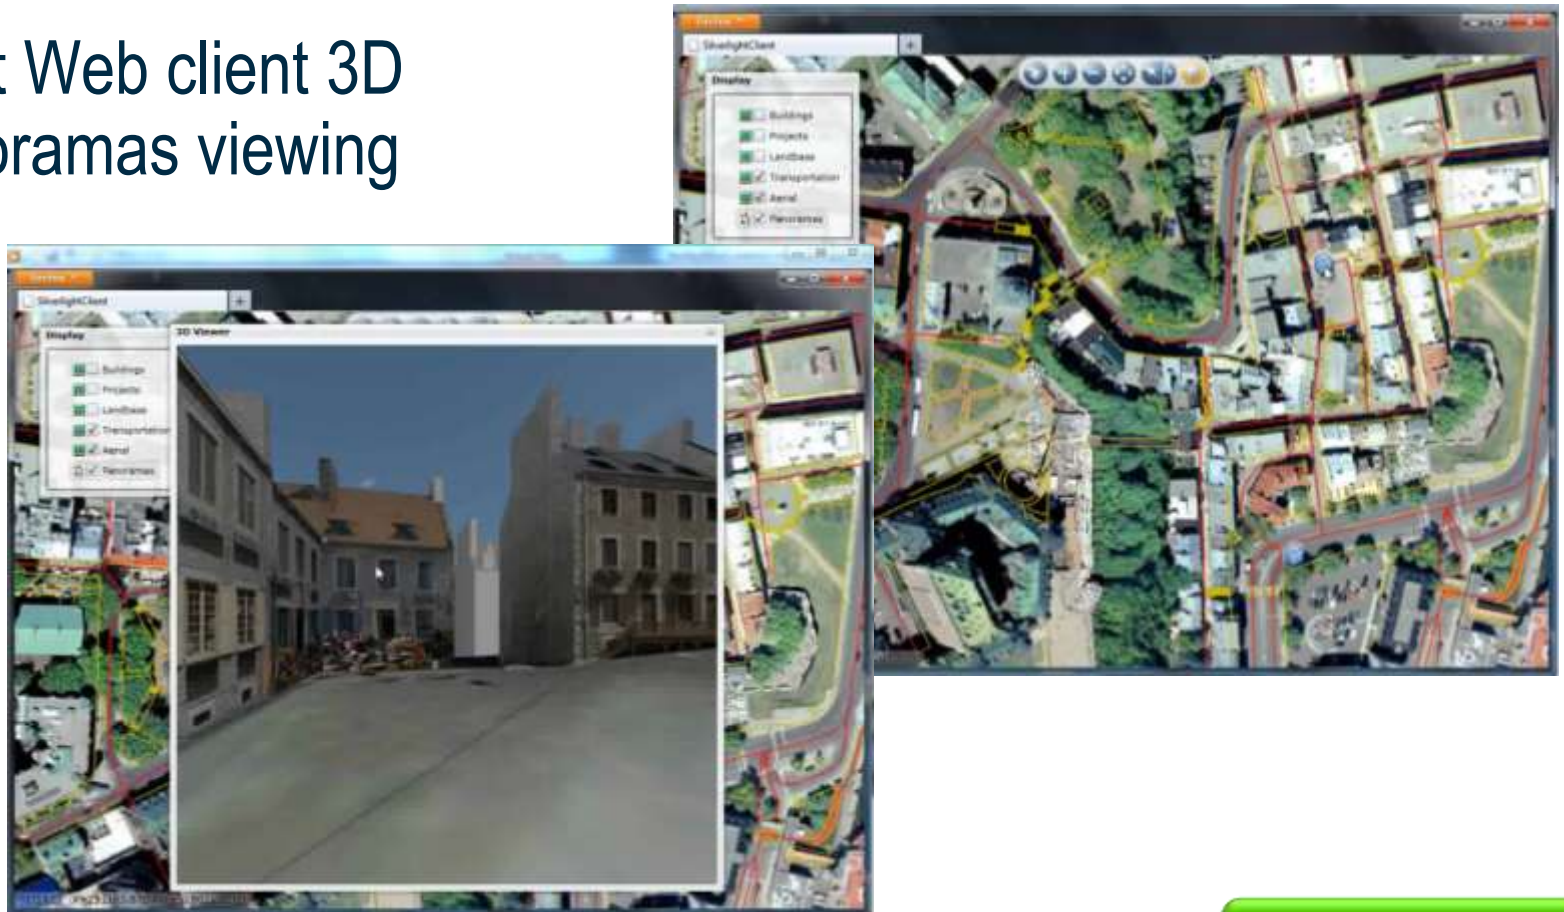 t Web client 3D
oramas viewing
SilverlightClient
+
Display
Buildings
Projects
Landbase
Transportation
Aerial
Panoramas
SilverlightClient
+
Display
3D Viewer
Buildings
Projects
Landbase
Transportation
Aerial
Panoramas